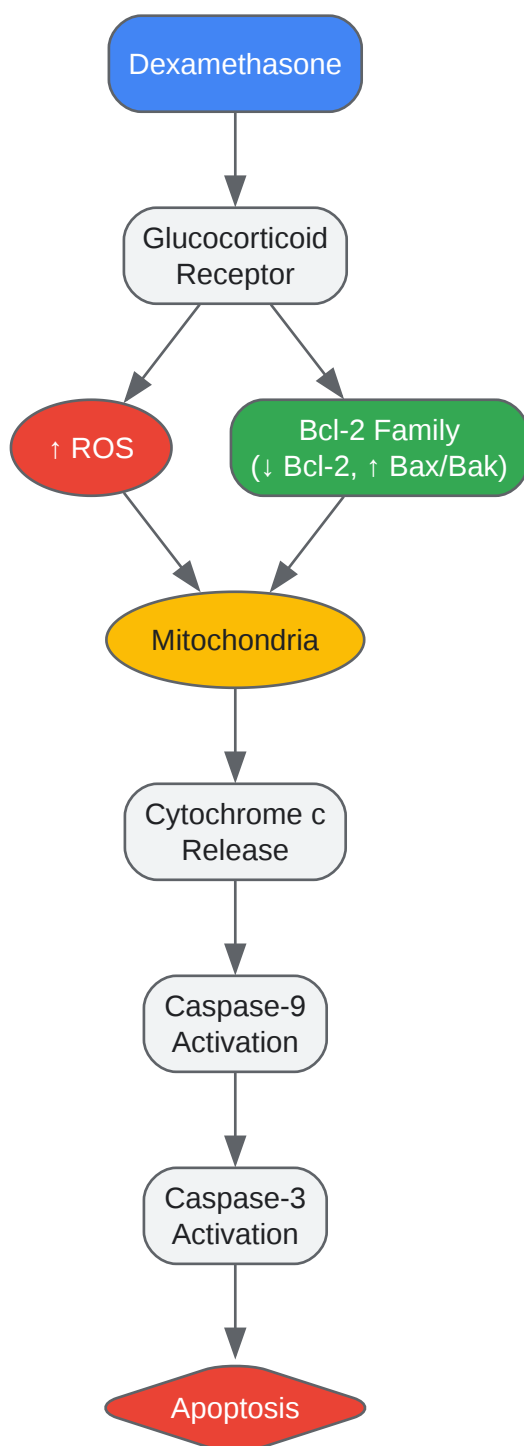 Dexamethasone
Glucocorticoid
Receptor
↑ ROS
Bcl-2 Family
(↓ Bcl-2, ↑ Bax/Bak)
Mitochondria
Cytochrome c
Release
Caspase-9
Activation
Caspase-3
Activation
Apoptosis